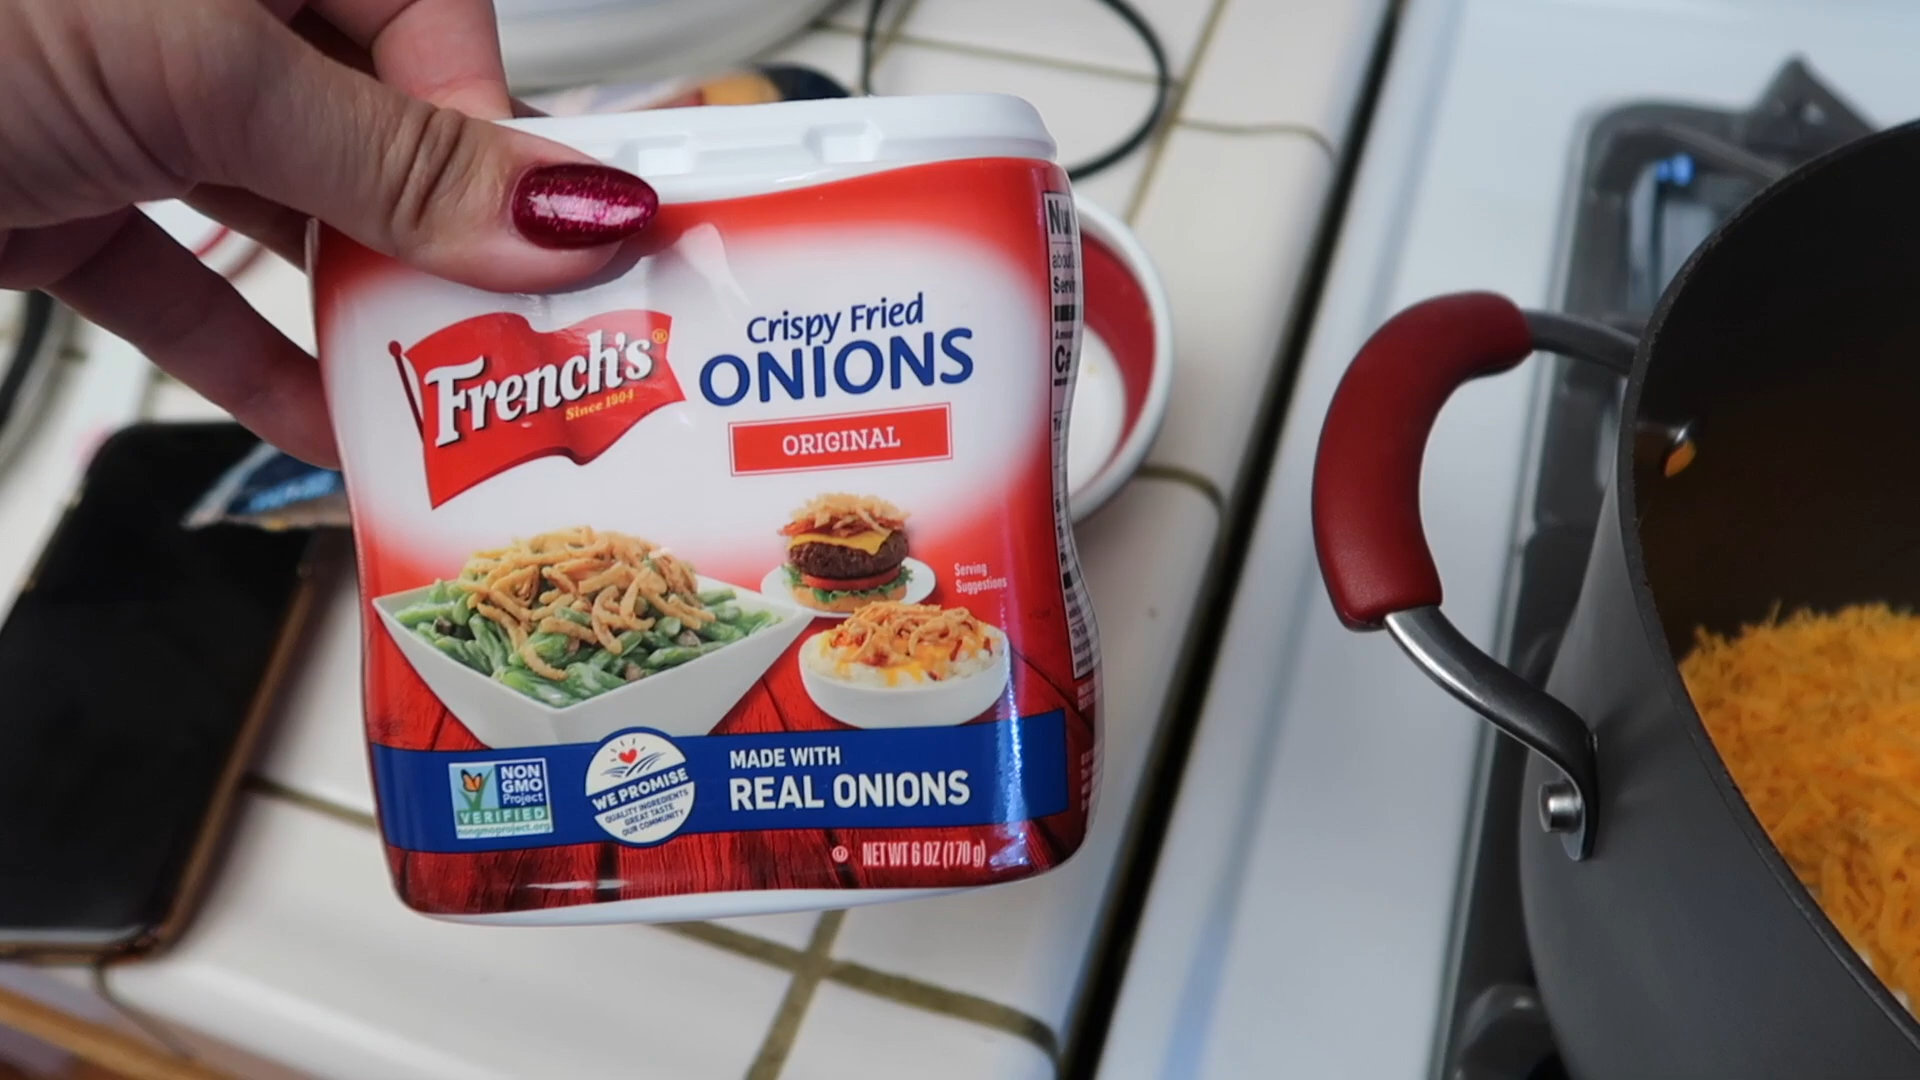 French's®
Since 1904
Crispy Fried
ONIONS
ORIGINAL
Serving
Suggestions
NON
GMO
Project
VERIFIED
nongmoproject.org
WE PROMISE
QUALITY INGREDIENTS
GREAT TASTE
OUR COMMUNITY
MADE WITH
REAL ONIONS
NET WT 6 OZ (170 g)